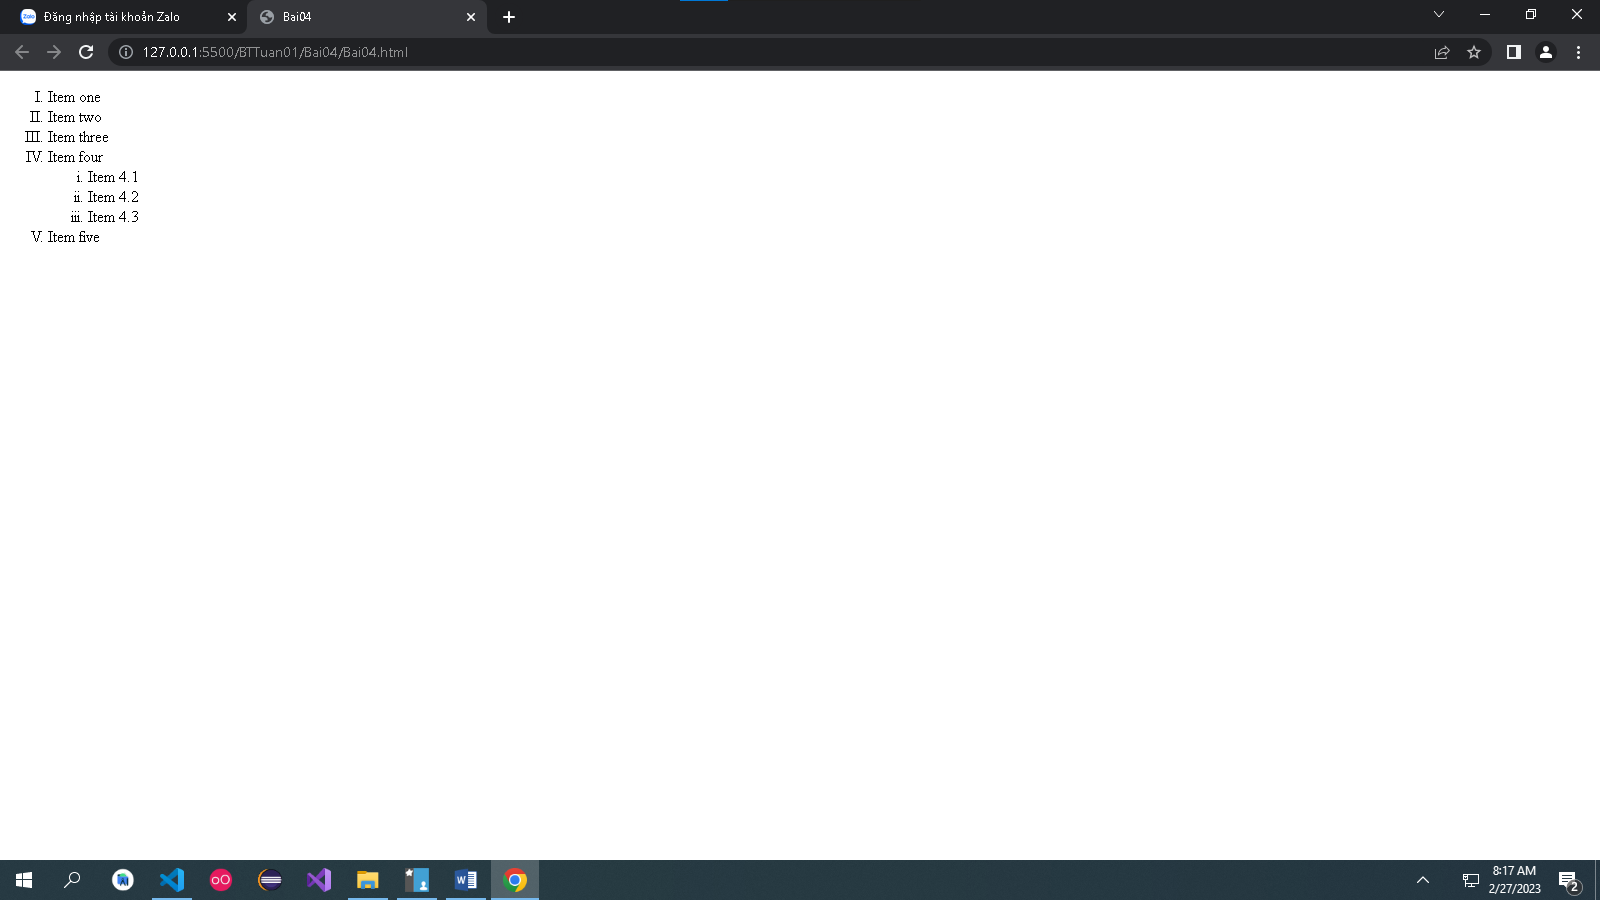 Đăng nhập tài khoản Zalo
Bai04
127.0.0.1:5500/BTTuan01/Bai04/Bai04.html
I. Item one
II. Item two
III. Item three
IV. Item four
i. Item 4.1
ii. Item 4.2
iii. Item 4.3
V. Item five
8:17 AM
2/27/2023
2